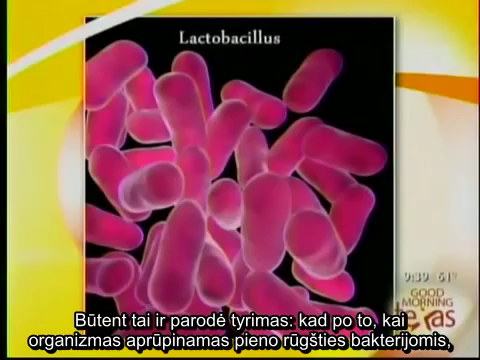 Lactobacillus
9:39 61°
GOOD
MORNING
Būtent tai ir parodė tyrimas: kad po to, kai
organizmas aprūpinamas pieno rūgšties bakterijomis,